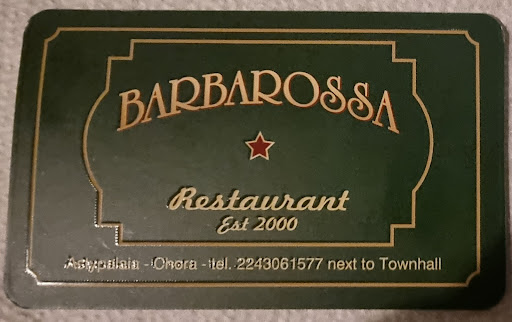 BARBAROSSA
Restaurant
Est 2000
Astypalaia - Chora - tel. 2243061577 next to Townhall